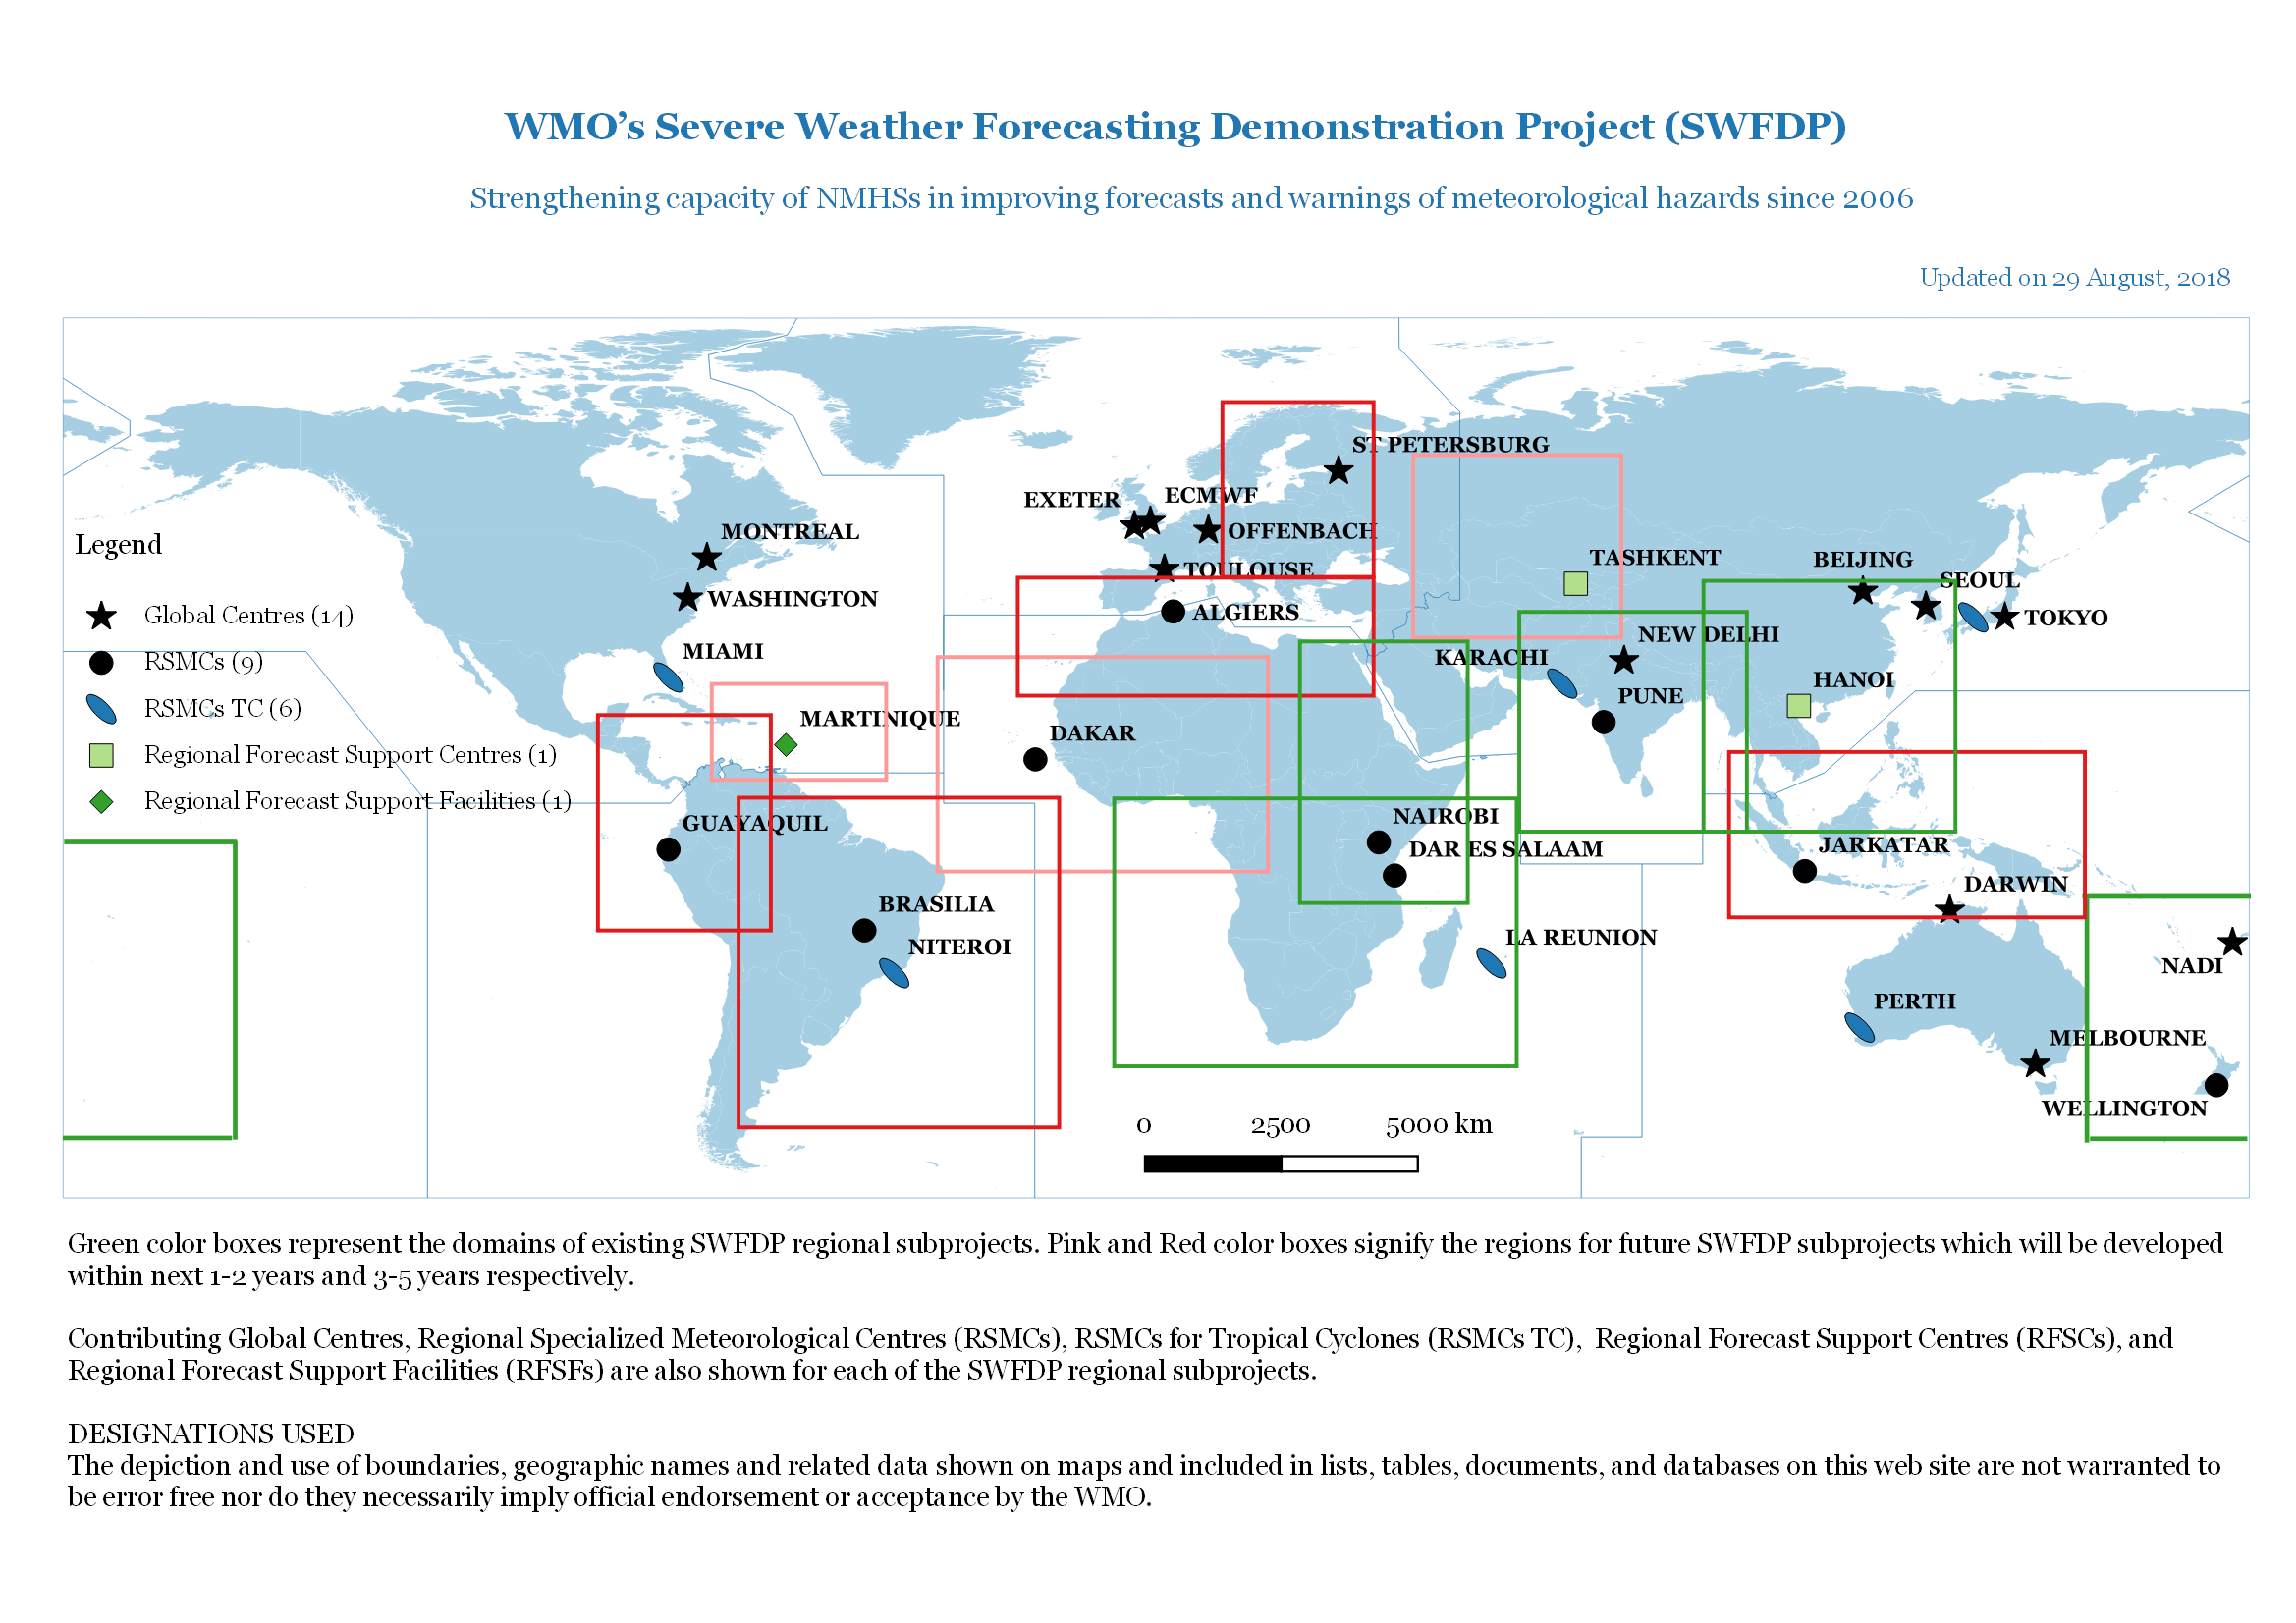 WMO’s Severe Weather Forecasting Demonstration Project (SWFDP)
Strengthening capacity of NMHSs in improving forecasts and warnings of meteorological hazards since 2006
Updated on 29 August, 2018
ST PETERSBURG
EXETER
ECMWF
OFFENBACH
MONTREAL
TOULOUSE
TASHKENT
BEIJING
SEOUL
WASHINGTON
ALGIERS
TOKYO
NEW DELHI
MIAMI
KARACHI
PUNE
HANOI
MARTINIQUE
DAKAR
GUAYAQUIL
NAIROBI
DAR ES SALAAM
JARKATAR
DARWIN
BRASILIA
NITEROI
LA REUNION
NADI
PERTH
MELBOURNE
WELLINGTON
Legend
Global Centres (14)
RSMCs (9)
RSMCs TC (6)
Regional Forecast Support Centres (1)
Regional Forecast Support Facilities (1)
0 2500 5000 km
Green color boxes represent the domains of existing SWFDP regional subprojects. Pink and Red color boxes signify the regions for future SWFDP subprojects which will be developed
within next 1-2 years and 3-5 years respectively.
Contributing Global Centres, Regional Specialized Meteorological Centres (RSMCs), RSMCs for Tropical Cyclones (RSMCs TC), Regional Forecast Support Centres (RFSCs), and
Regional Forecast Support Facilities (RFSFs) are also shown for each of the SWFDP regional subprojects.
DESIGNATIONS USED
The depiction and use of boundaries, geographic names and related data shown on maps and included in lists, tables, documents, and databases on this web site are not warranted to
be error free nor do they necessarily imply official endorsement or acceptance by the WMO.